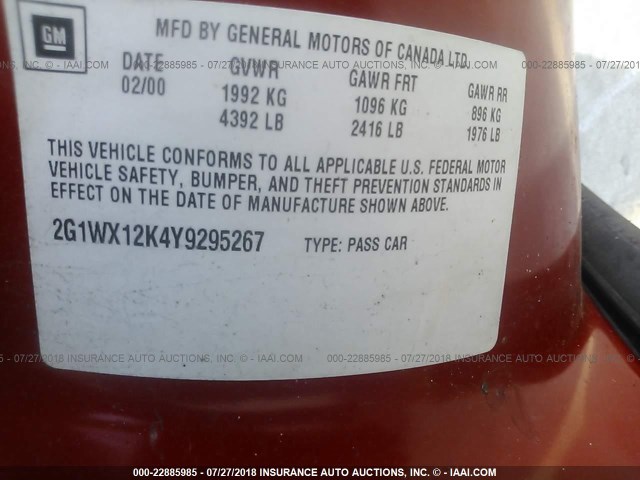 GM
MFD BY GENERAL MOTORS OF CANADA LTD.
DATE GVWR GAWR FRT GAWR RR
02/00 1992 KG 1096 KG 896 KG
4392 LB 2416 LB 1976 LB
THIS VEHICLE CONFORMS TO ALL APPLICABLE U.S. FEDERAL MOTOR
VEHICLE SAFETY, BUMPER, AND THEFT PREVENTION STANDARDS IN
EFFECT ON THE DATE OF MANUFACTURE SHOWN ABOVE.
2G1WX12K4Y9295267 TYPE: PASS CAR
000-22885985 - 07/27/2018 INSURANCE AUTO AUCTIONS, INC. © - IAAI.COM